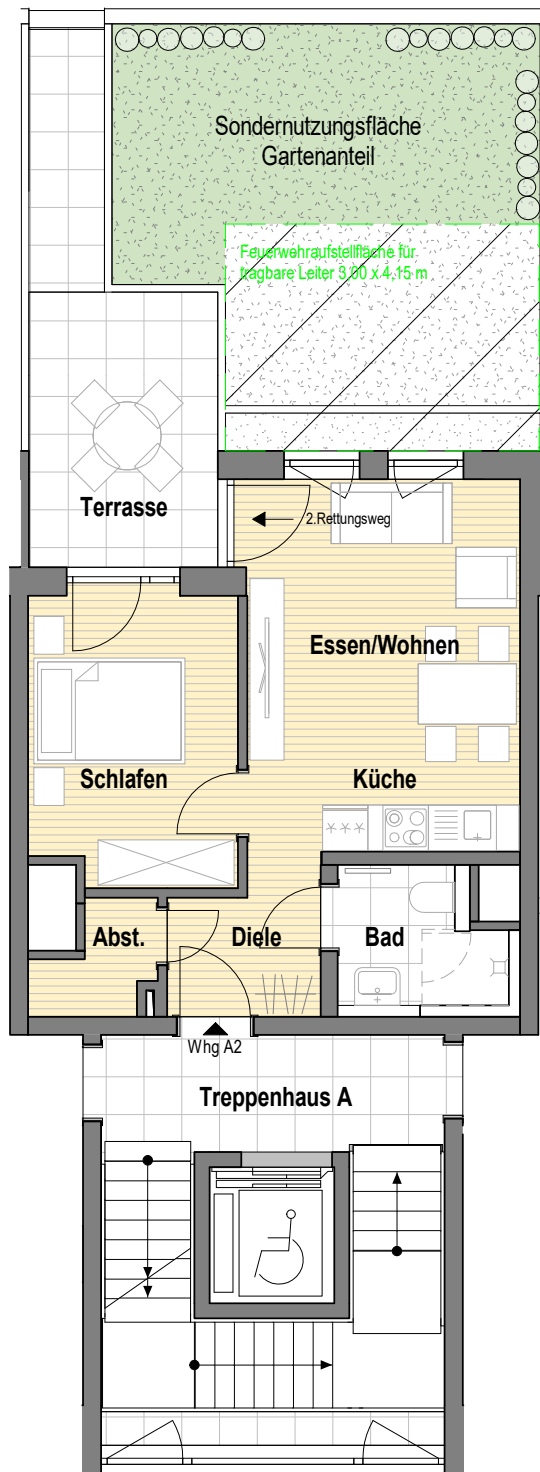 Sondernutzungsfläche
Gartenanteil
Feuerwehraufstellfläche für
tragbare Leiter 3,00 x 4,15 m
Terrasse
2.Rettungsweg
Essen/Wohnen
Schlafen
Küche
Abst.
Diele
Bad
Whg A2
Treppenhaus A